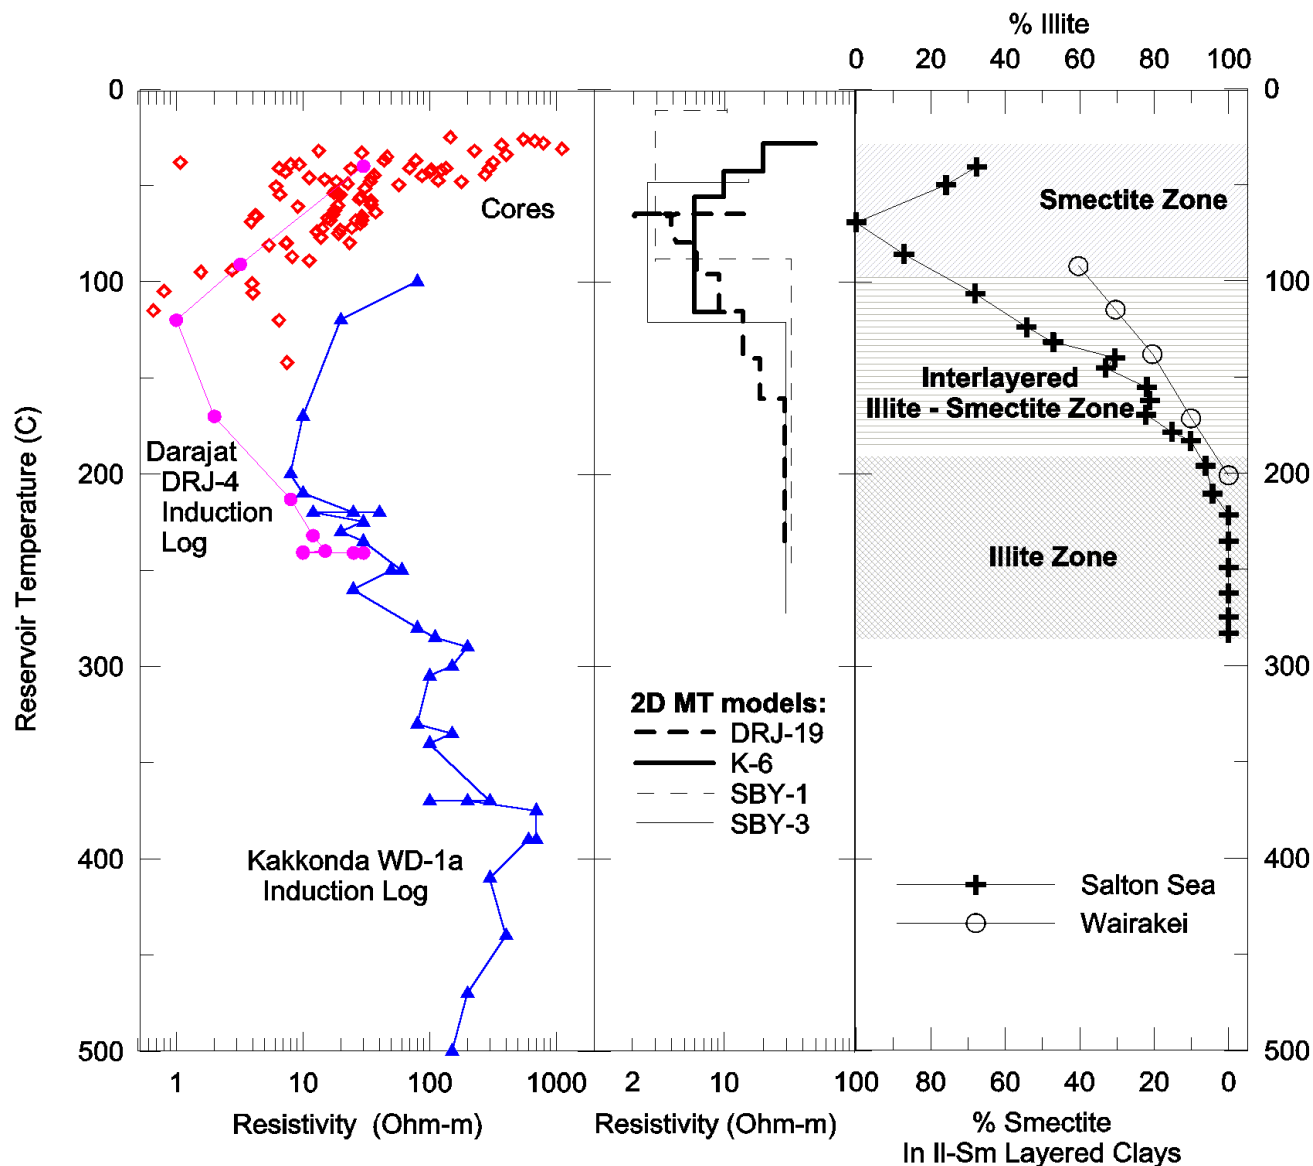 % Illite
0 20 40 60 80 100
0
0
Cores
Smectite Zone
100
100
Interlayered
Illite - Smectite Zone
Darajat
DRJ-4
Induction
Log
200
200
Illite Zone
Reservoir Temperature (C)
300
300
2D MT models:
DRJ-19
K-6
SBY-1
SBY-3
400
400
Kakkonda WD-1a
Induction Log
Salton Sea
Wairakei
500
500
1 10 100 1000
2 10 100
80 60 40 20 0
Resistivity (Ohm-m)
Resistivity (Ohm-m)
% Smectite
In Il-Sm Layered Clays